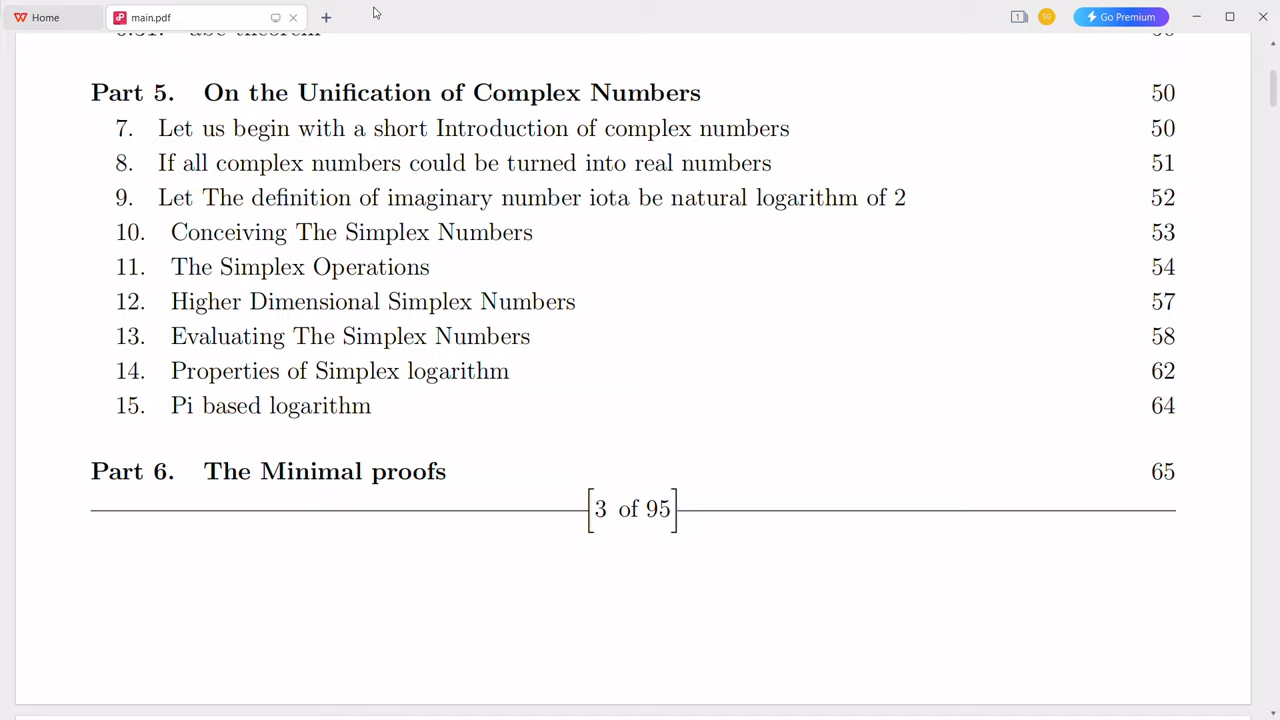 Home
main.pdf
1
SG
Go Premium
Part 5. On the Unification of Complex Numbers 50
7. Let us begin with a short Introduction of complex numbers 50
8. If all complex numbers could be turned into real numbers 51
9. Let The definition of imaginary number iota be natural logarithm of 2 52
10. Conceiving The Simplex Numbers 53
11. The Simplex Operations 54
12. Higher Dimensional Simplex Numbers 57
13. Evaluating The Simplex Numbers 58
14. Properties of Simplex logarithm 62
15. Pi based logarithm 64
Part 6. The Minimal proofs 65
3 of 95